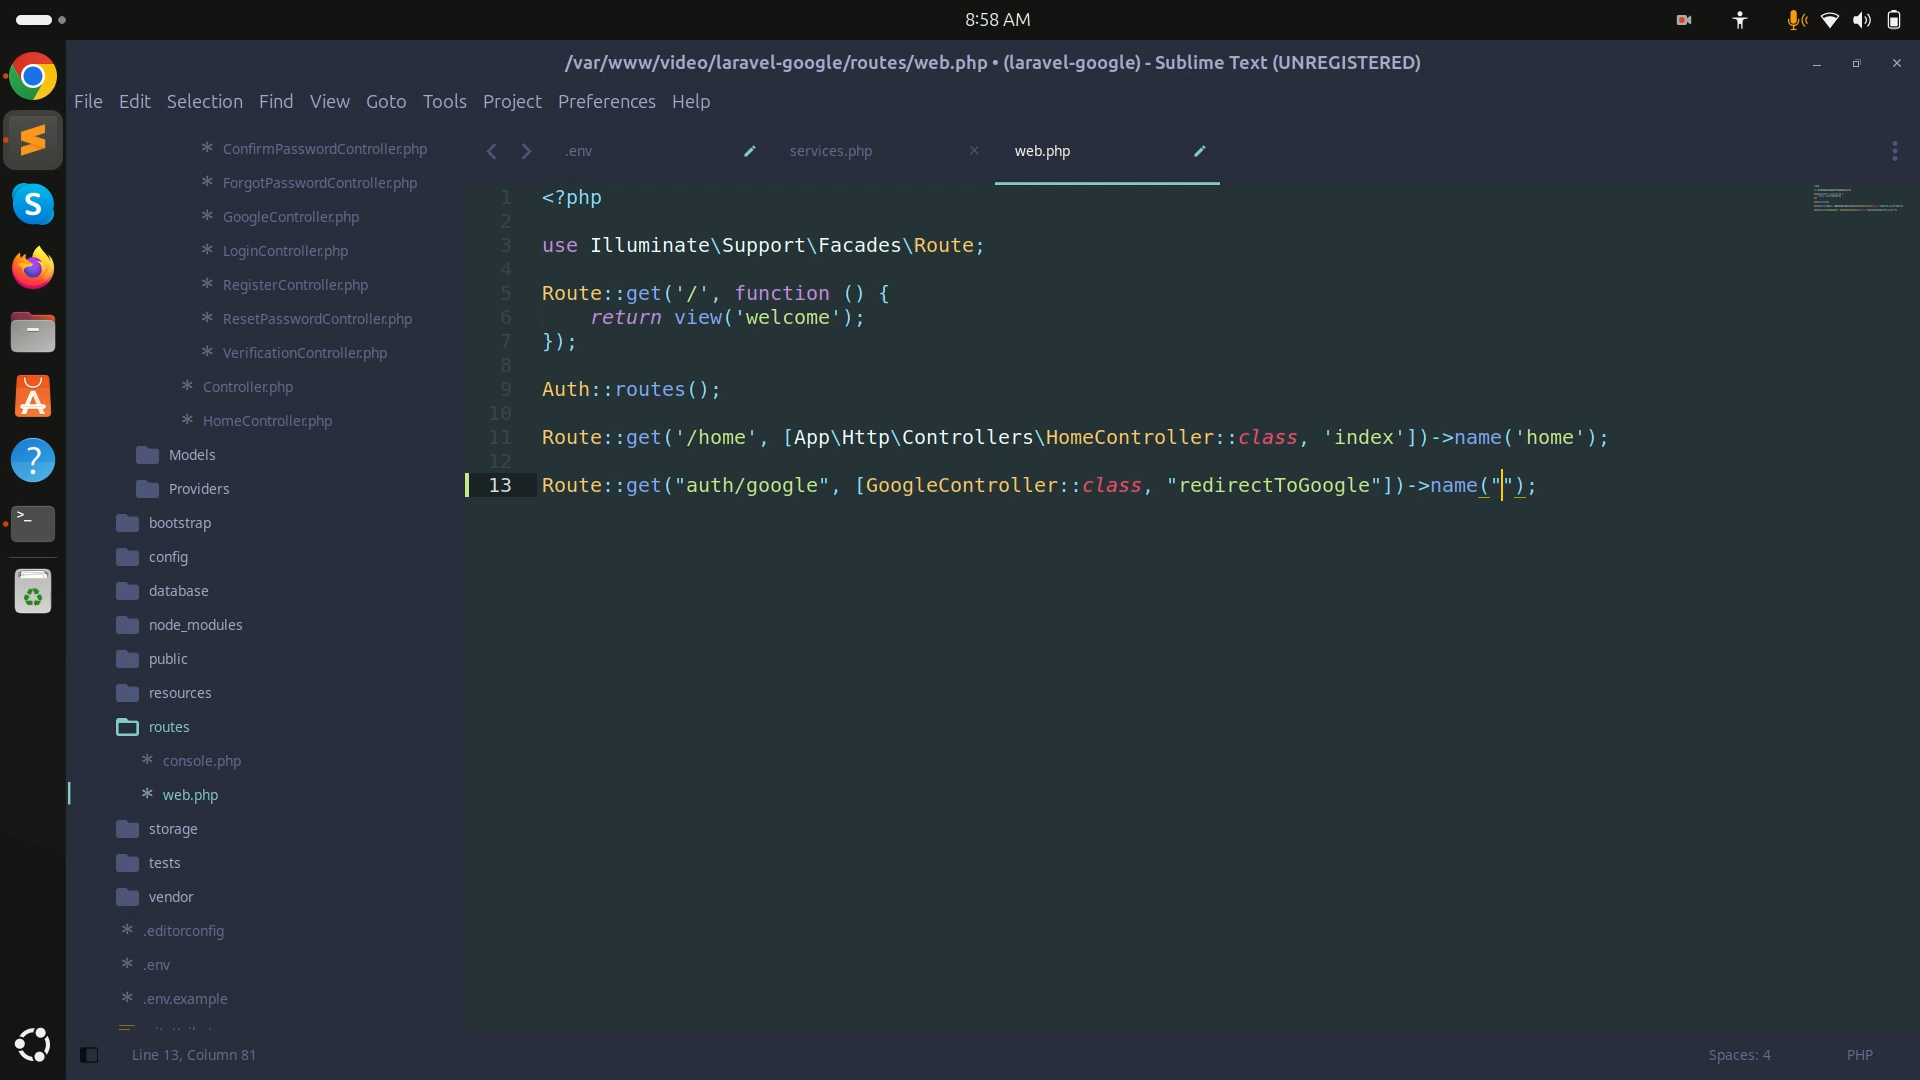 8:58 AM
/var/www/video/laravel-google/routes/web.php • (laravel-google) - Sublime Text (UNREGISTERED)
File Edit Selection Find View Goto Tools Project Preferences Help
ConfirmPasswordController.php
ForgotPasswordController.php
GoogleController.php
LoginController.php
RegisterController.php
ResetPasswordController.php
VerificationController.php
Controller.php
HomeController.php
Models
Providers
bootstrap
config
database
node_modules
public
resources
routes
console.php
web.php
storage
tests
vendor
.editorconfig
.env
.env.example
.env services.php web.php
1 <?php
2
3 use Illuminate\Support\Facades\Route;
4
5 Route::get('/', function () {
6 return view('welcome');
7 });
8
9 Auth::routes();
10
11 Route::get('/home', [App\Http\Controllers\HomeController::class, 'index'])->name('home');
12
13 Route::get("auth/google", [GoogleController::class, "redirectToGoogle"])->name("");
Line 13, Column 81
Spaces: 4
PHP